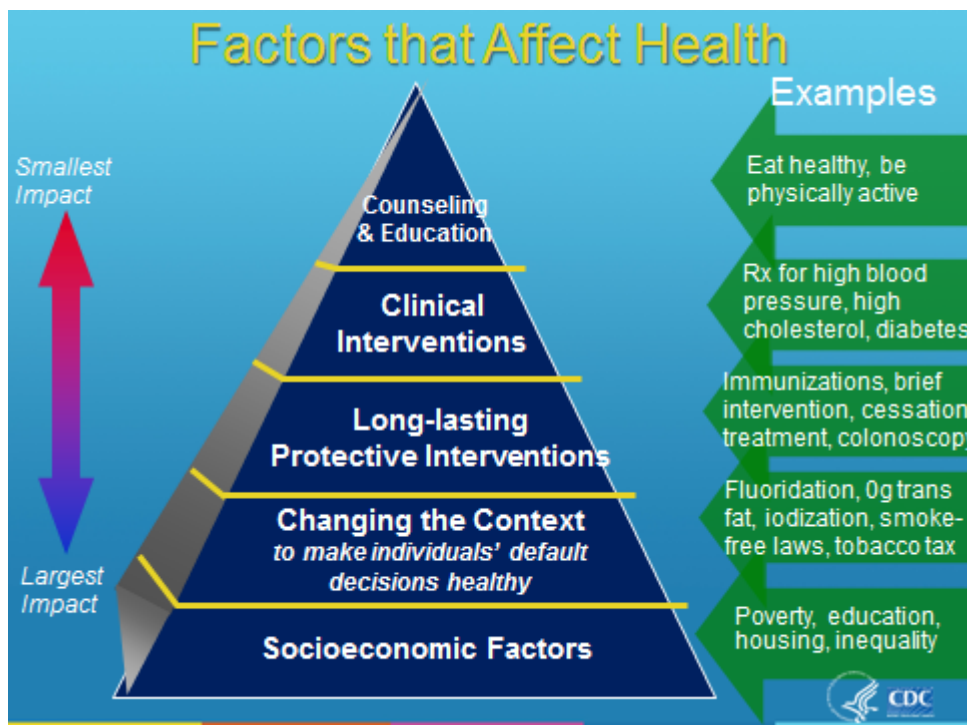 Factors that Affect Health
Examples
Smallest
Impact
Largest
Impact
Counseling
& Education
Clinical
Interventions
Long-lasting
Protective Interventions
Changing the Context
to make individuals' default
decisions healthy
Socioeconomic Factors
Eat healthy, be
physically active
Rx for high blood
pressure, high
cholesterol, diabetes
Immunizations, brief
intervention, cessation
treatment, colonoscopy
Fluoridation, 0g trans
fat, iodization, smoke-
free laws, tobacco tax
Poverty, education,
housing, inequality
CDC